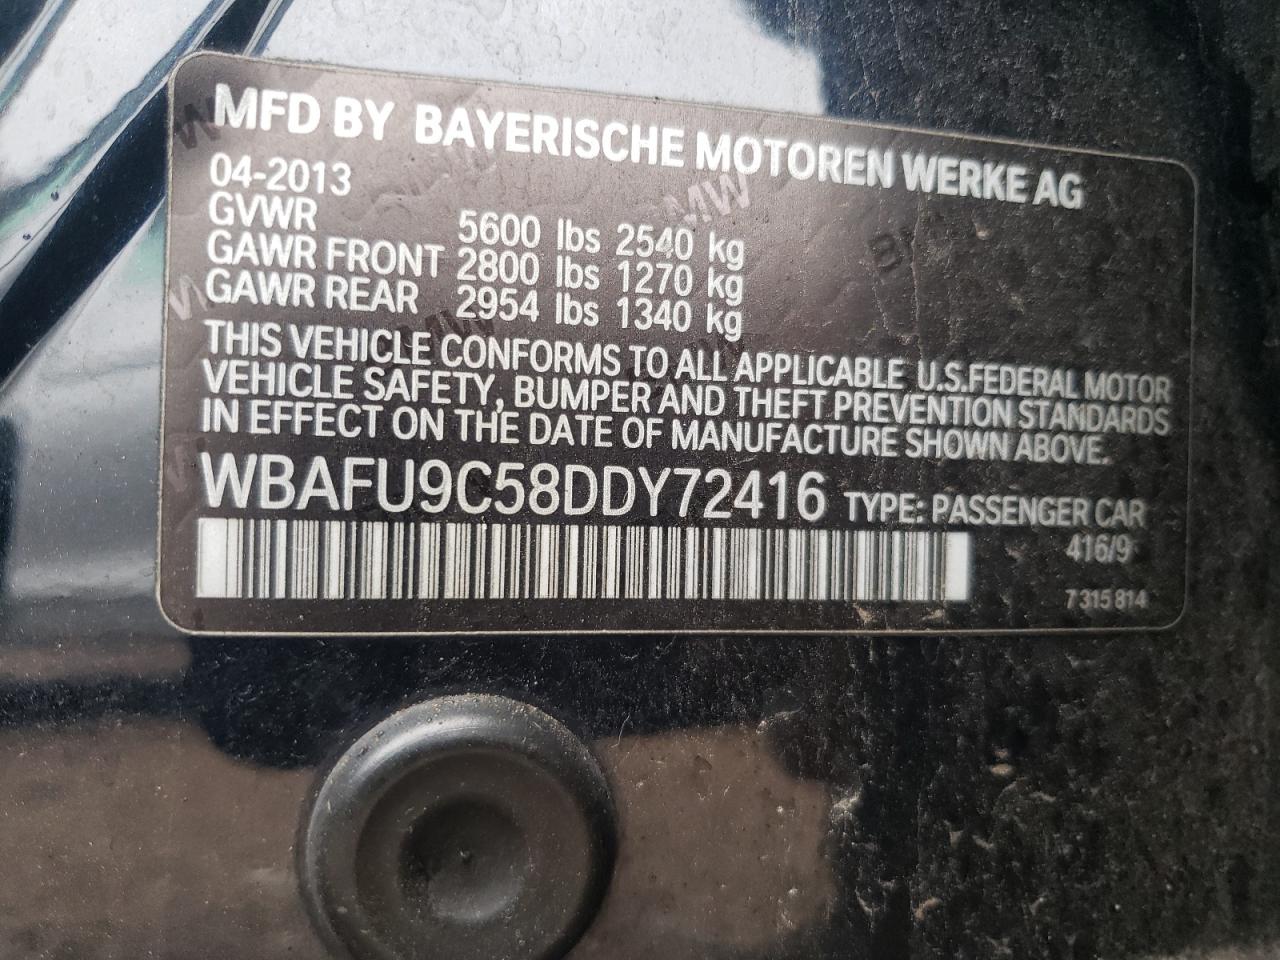 MFD BY BAYERISCHE MOTOREN WERKE AG
04-2013
GVWR 5600 lbs 2540 kg
GAWR FRONT 2800 lbs 1270 kg
GAWR REAR 2954 lbs 1340 kg
THIS VEHICLE CONFORMS TO ALL APPLICABLE U.S.FEDERAL MOTOR
VEHICLE SAFETY, BUMPER AND THEFT PREVENTION STANDARDS
IN EFFECT ON THE DATE OF MANUFACTURE SHOWN ABOVE.
WBAFU9C58DDY72416 TYPE: PASSENGER CAR
416/9
7 315 814